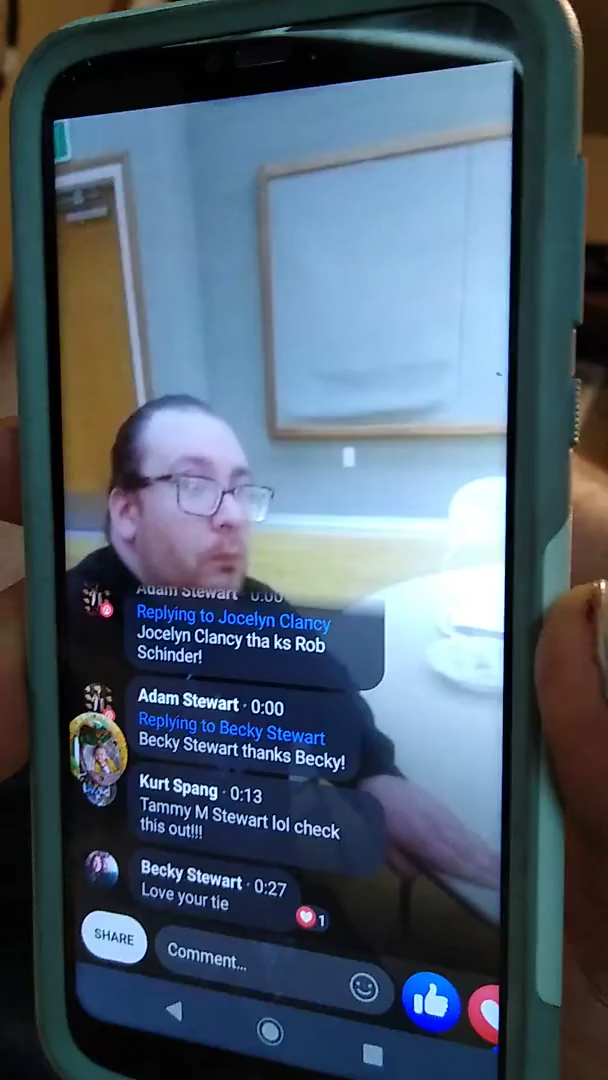 Adam Stewart · 0:00
Replying to Jocelyn Clancy
Jocelyn Clancy tha ks Rob
Schinder!
Adam Stewart · 0:00
Replying to Becky Stewart
Becky Stewart thanks Becky!
Kurt Spang · 0:13
Tammy M Stewart lol check
this out!!!
Becky Stewart · 0:27
Love your tie
1
SHARE
Comment...